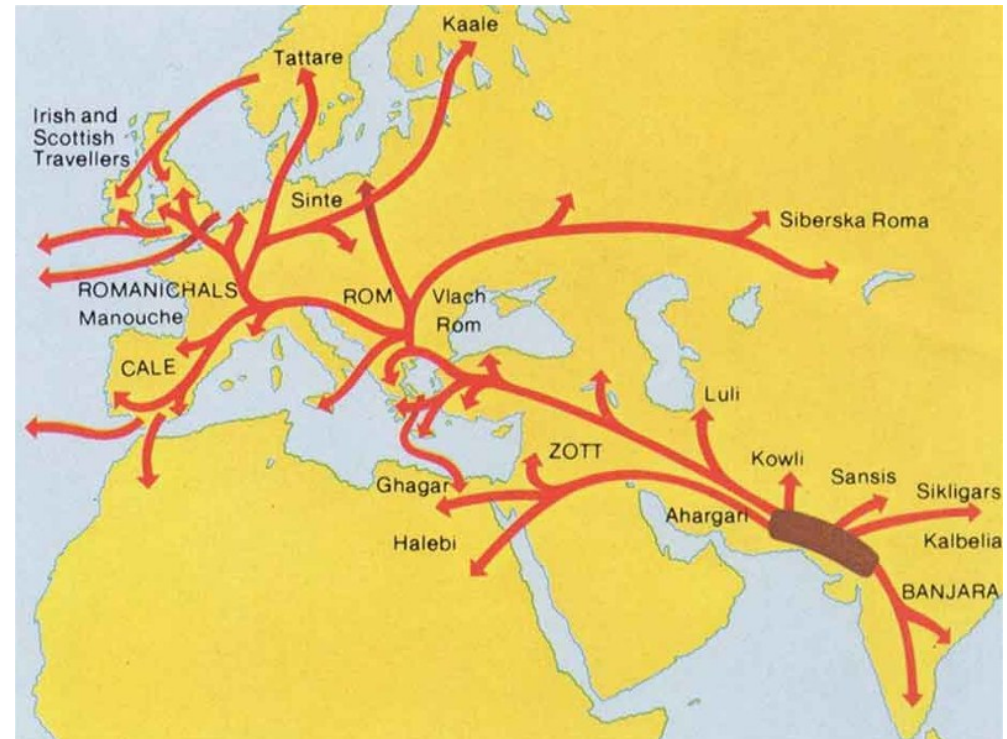 Kaale
Tattare
Irish and
Scottish
Travellers
Sinte
Siberska Roma
ROMANICHALS
Manouche
ROM
Vlach
Rom
CALE
Luli
ZOTT
Kowli
Sansis
Ghagar
Sikligars
Ahargari
Halebi
Kalbelia
BANJARA